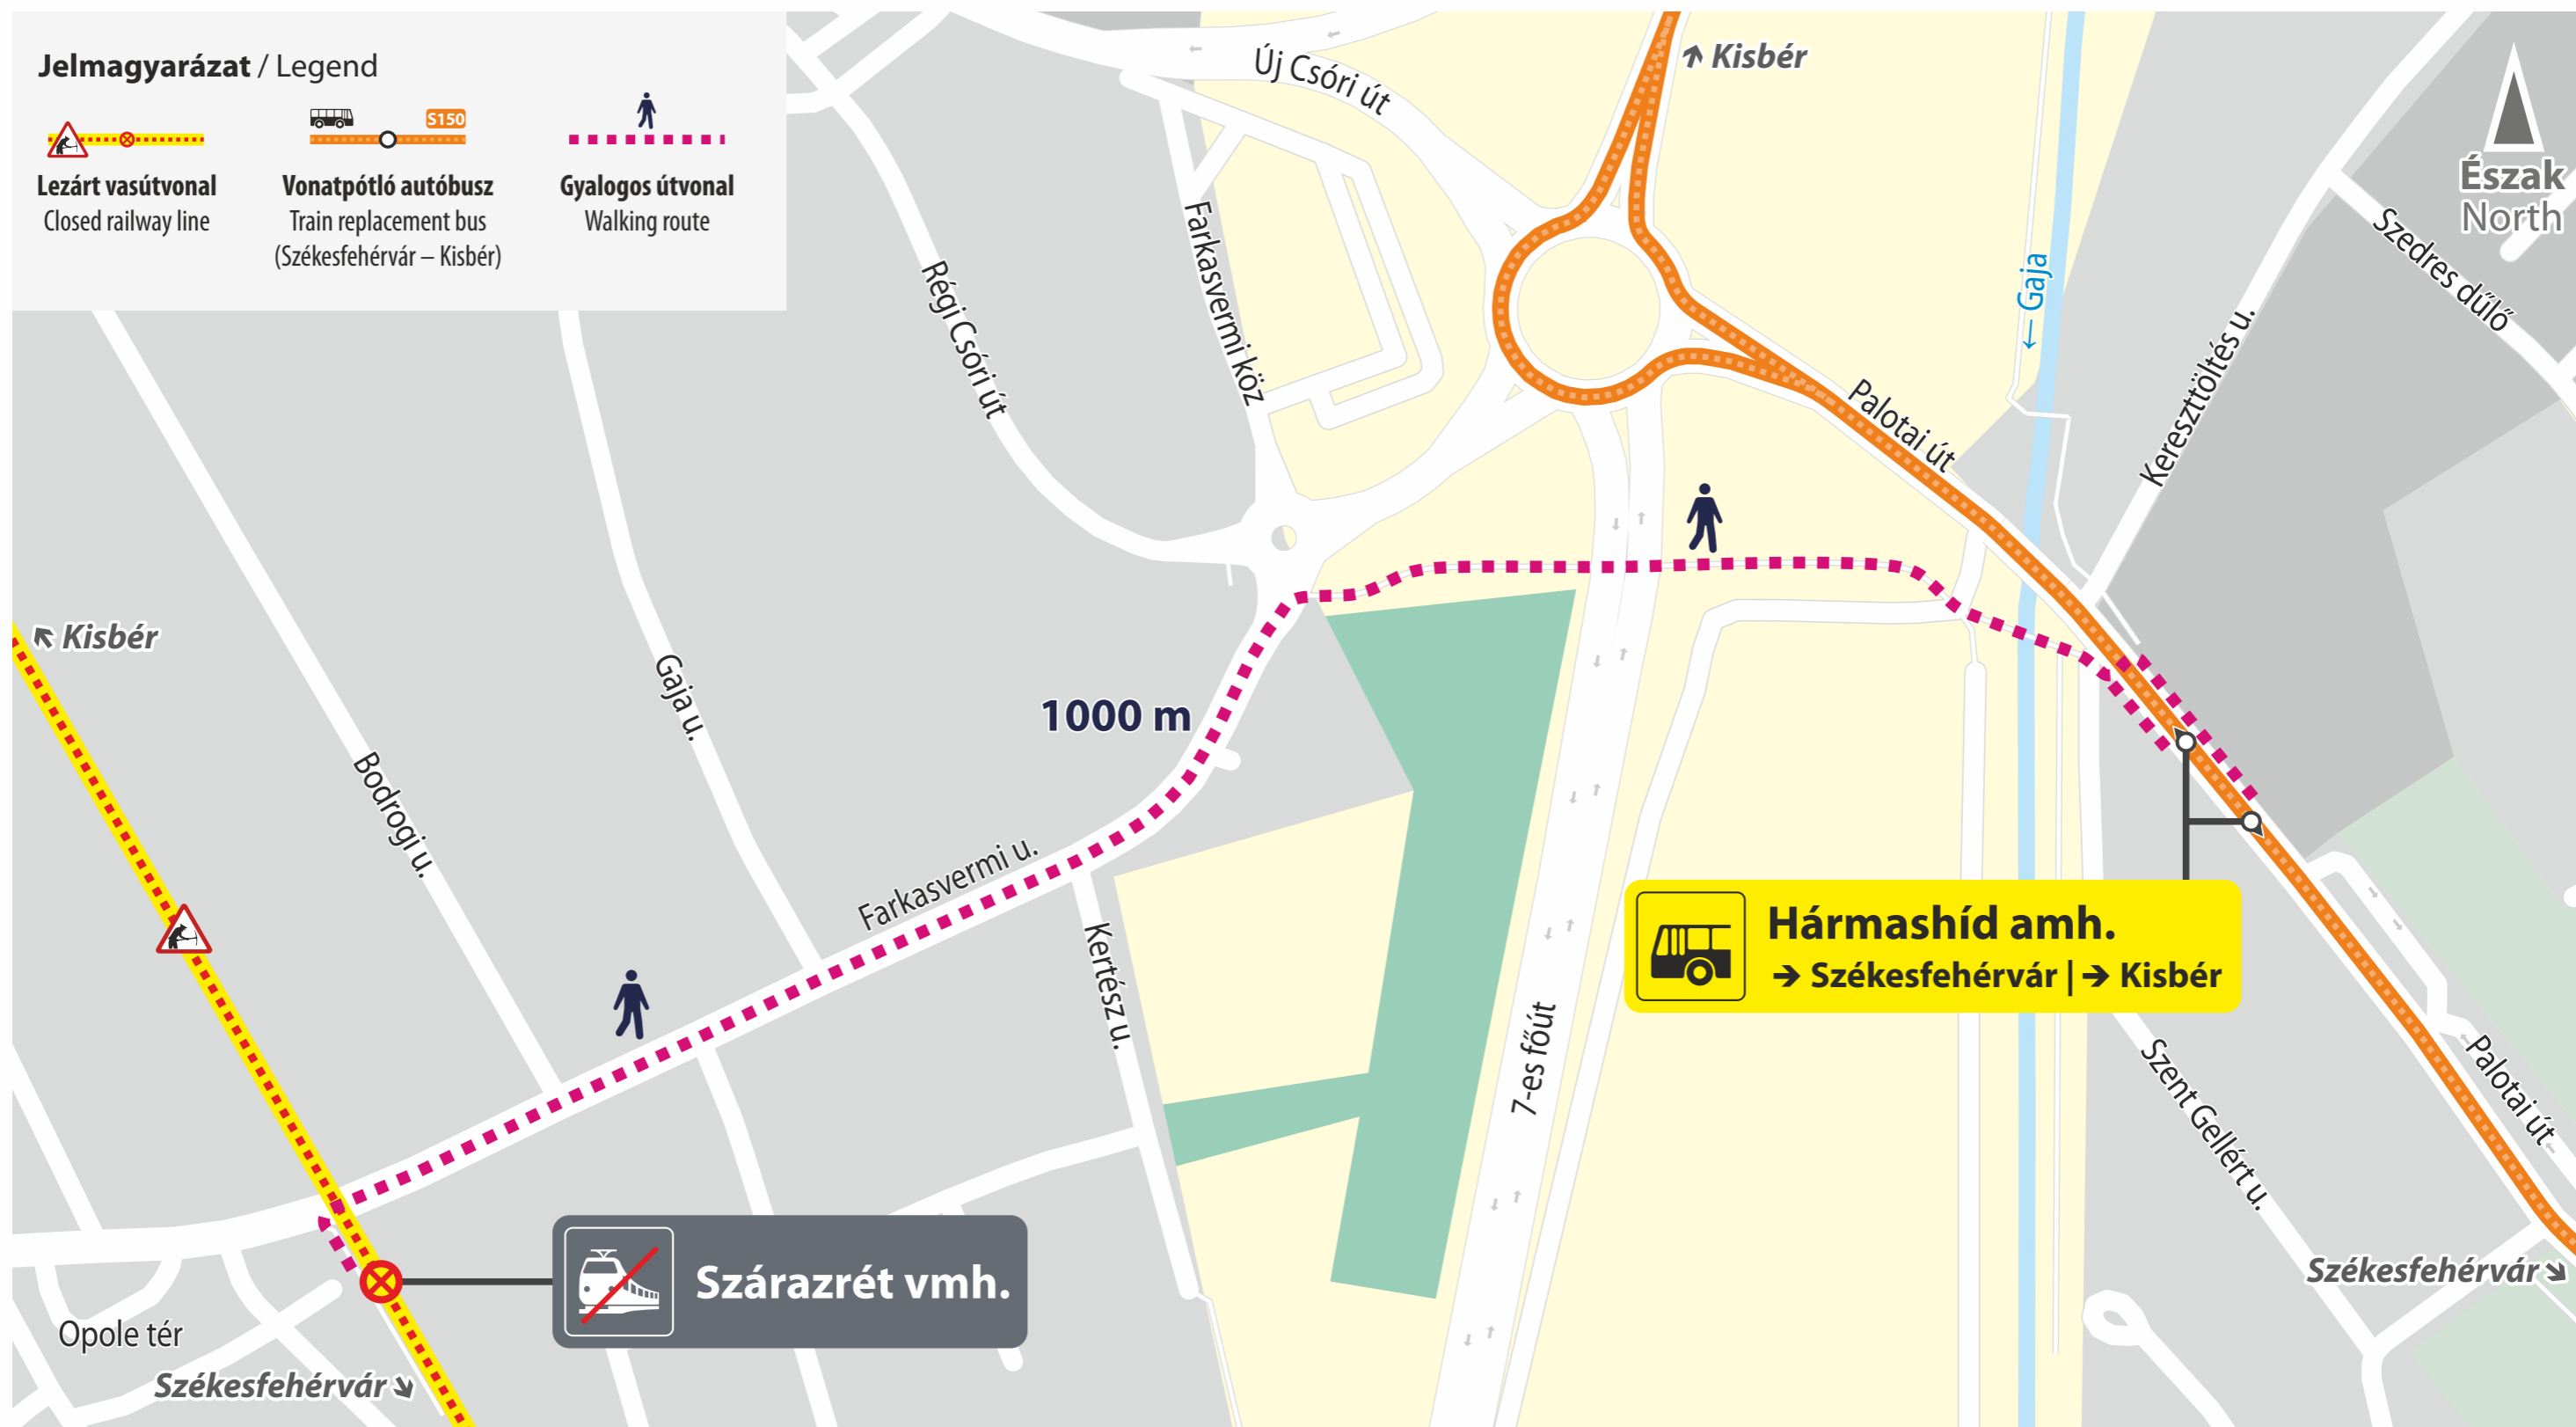 Jelmagyarázat / Legend
S150
Lezárt vasútvonal
Closed railway line
Vonatpótló autóbusz
Train replacement bus
(Székesfehérvár – Kisbér)
Gyalogos útvonal
Walking route
Új Csóri út
↑ Kisbér
Észak
North
Szedres dűlő
Farkasvermi köz
Régi Csóri út
← Gaja
Keresztöltés u.
Palotai út
↖ Kisbér
Gaja u.
1000 m
Bodrogi u.
Farkasvermi u.
Kertész u.
7-es főút
Hármashíd amh.
→ Székesfehérvár | → Kisbér
Szent Gellért u.
Palotai út
Székesfehérvár ↘
Szárazrét vmh.
Opole tér
Székesfehérvár ↘